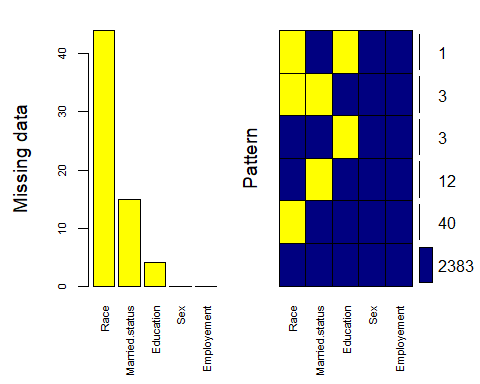 Missing data
0
10
20
30
40
Race
Married.status
Education
Sex
Employement
Pattern
1
3
3
12
40
2383
Race
Married.status
Education
Sex
Employement